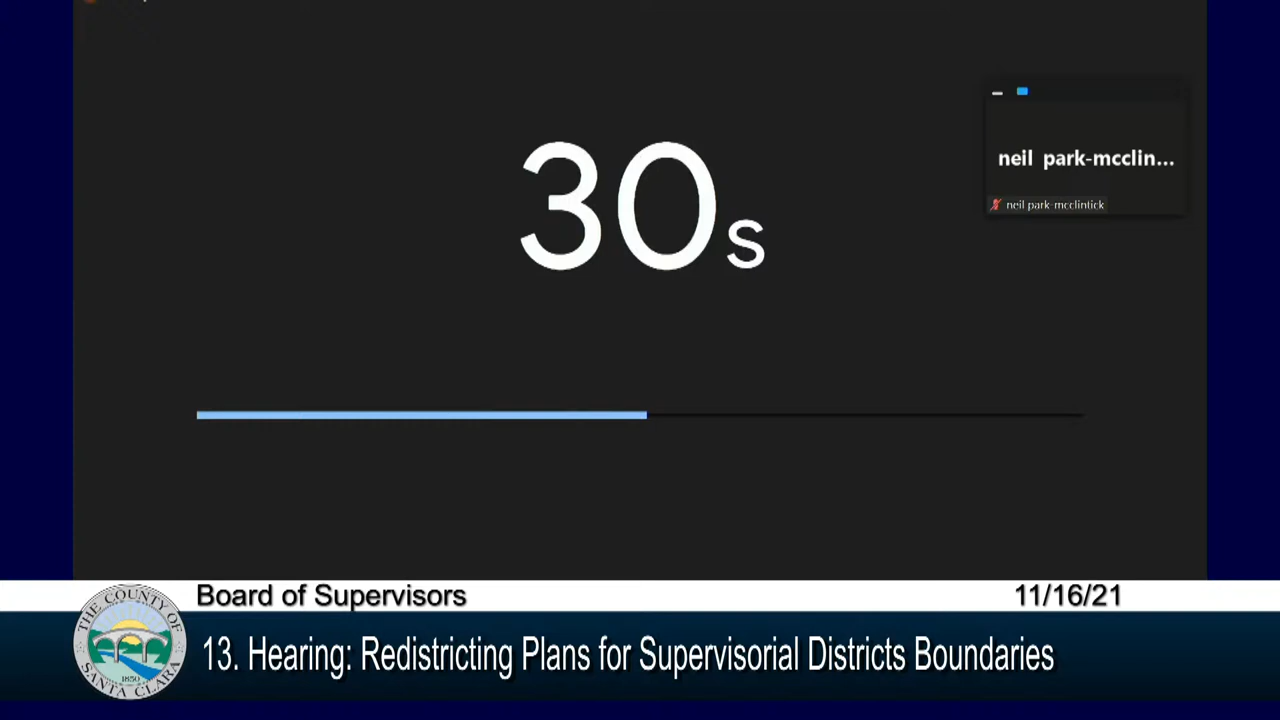 30s
neil park-mcclin...
neil park-mcclintick
Board of Supervisors
11/16/21
13. Hearing: Redistricting Plans for Supervisorial Districts Boundaries
THE COUNTY OF
SANTA CLARA
1850